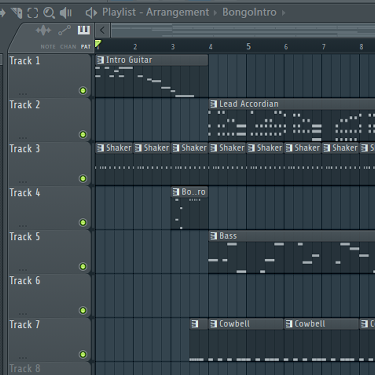 Playlist - Arrangement › BongoIntro ›
NOTE CHAN PAT
1 2 3 4 5 6 7 8
Track 1
Intro Guitar
Track 2
Lead Accordian
Track 3
Shaker Shaker Shaker Shaker Shaker Shaker Shaker Shaker
Track 4
Bo..ro
Track 5
Bass
Track 6
Track 7
Cowbell Cowbell C
Track 8